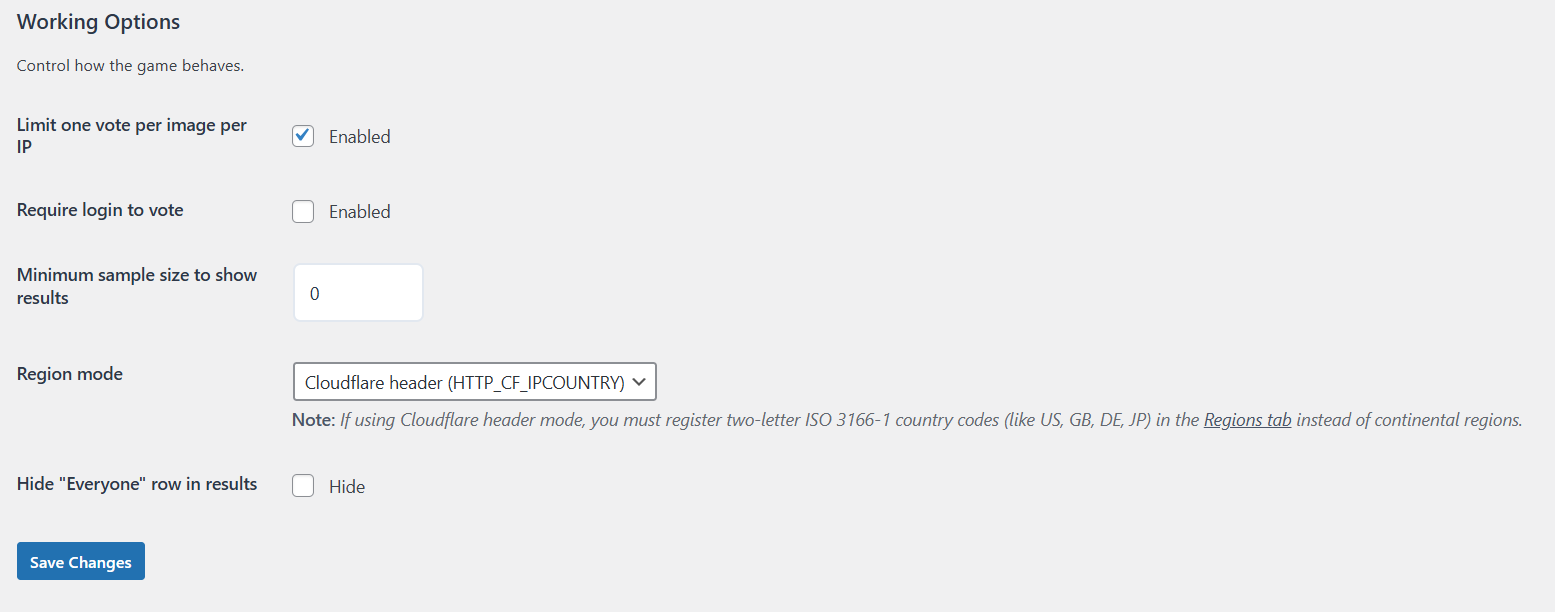 Working Options
Control how the game behaves.
Limit one vote per image per
IP
Enabled
Require login to vote
Enabled
Minimum sample size to show
results
0
Region mode
Cloudflare header (HTTP_CF_IPCOUNTRY)
Note: If using Cloudflare header mode, you must register two-letter ISO 3166-1 country codes (like US, GB, DE, JP) in the Regions tab instead of continental regions.
Hide "Everyone" row in results
Hide
Save Changes